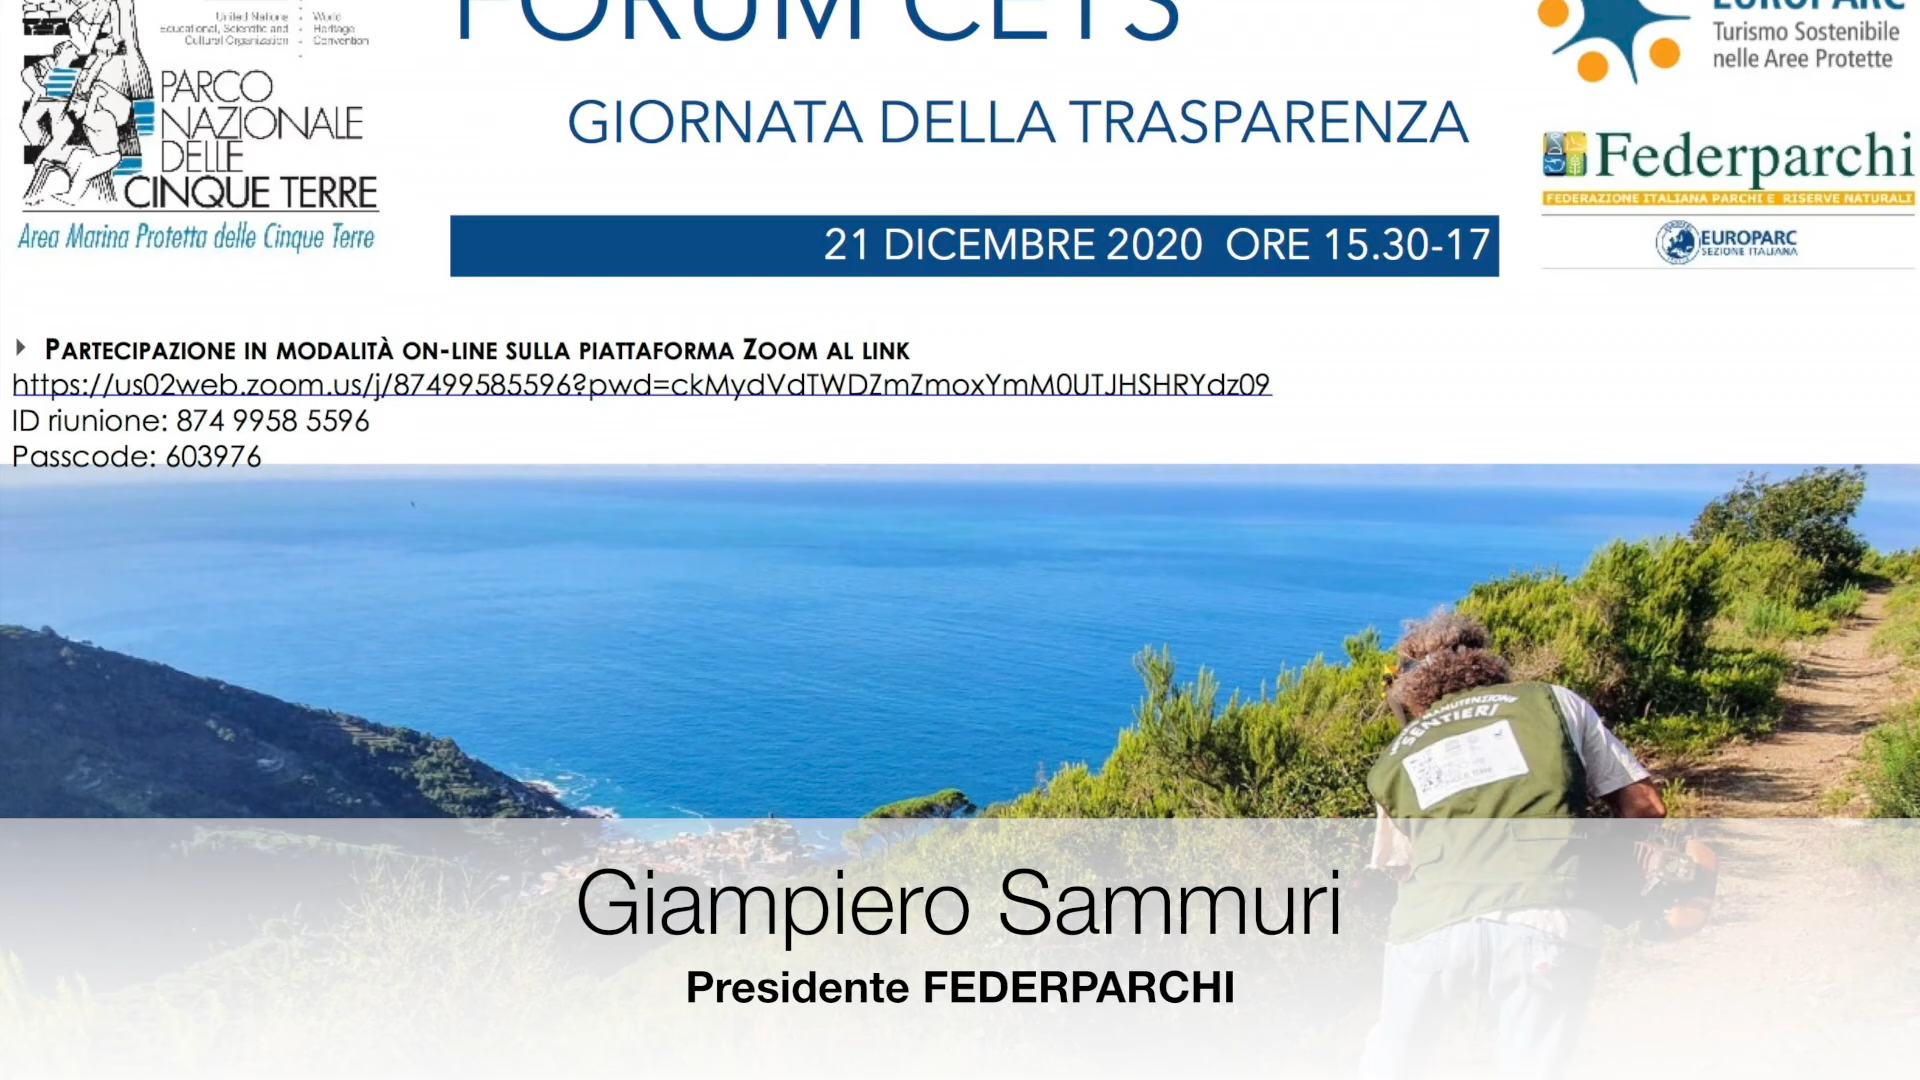 United Nations
Educational, Scientific and
Cultural Organization
World
Heritage
Convention
PARCO
NAZIONALE
DELLE
CINQUE TERRE
Area Marina Protetta delle Cinque Terre
FORUM CETS
GIORNATA DELLA TRASPARENZA
21 DICEMBRE 2020 ORE 15.30-17
EUROPARC
Turismo Sostenibile
nelle Aree Protette
Federparchi
FEDERAZIONE ITALIANA PARCHI E RISERVE NATURALI
EUROPARC
SEZIONE ITALIANA
PARTECIPAZIONE IN MODALITÀ ON-LINE SULLA PIATTAFORMA ZOOM AL LINK
https://us02web.zoom.us/j/87499585596?pwd=ckMydVdTWDZmZmoxYmM0UTJHSHRYdz09
ID riunione: 874 9958 5596
Passcode: 603976
MANUTENZIONE
SENTIERI
Giampiero Sammuri
Presidente FEDERPARCHI